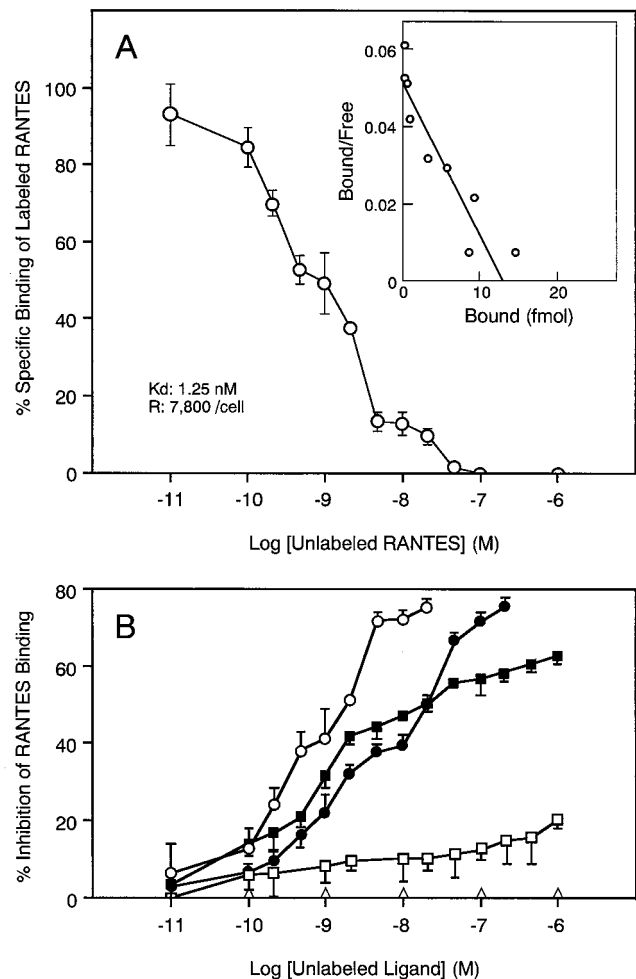 A
% Specific Binding of Labeled RANTES
100
80
60
40
20
0
Kd: 1.25 nM
R: 7,800 /cell
-11 -10 -9 -8 -7 -6
Log [Unlabeled RANTES] (M)
Bound/Free
0.06
0.04
0.02
0
0 10 20
Bound (fmol)
B
% Inhibition of RANTES Binding
80
60
40
20
0
-11 -10 -9 -8 -7 -6
Log [Unlabeled Ligand] (M)